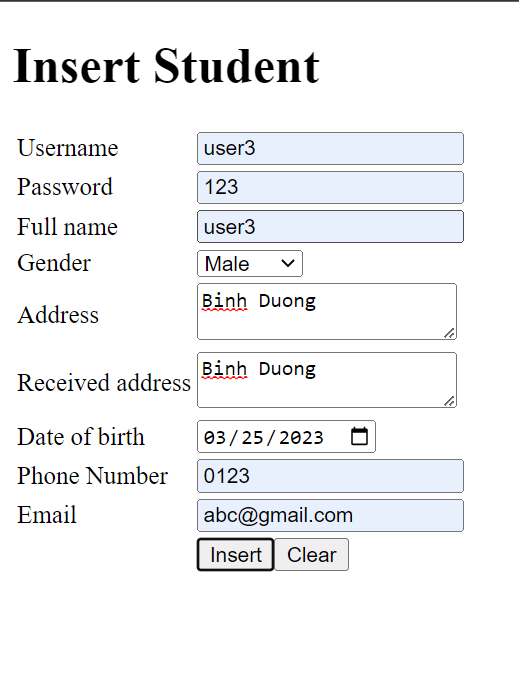 Insert Student
Username user3
Password 123
Full name user3
Gender Male
Address Binh Duong
Received address Binh Duong
Date of birth 03/25/2023
Phone Number 0123
Email abc@gmail.com
Insert Clear